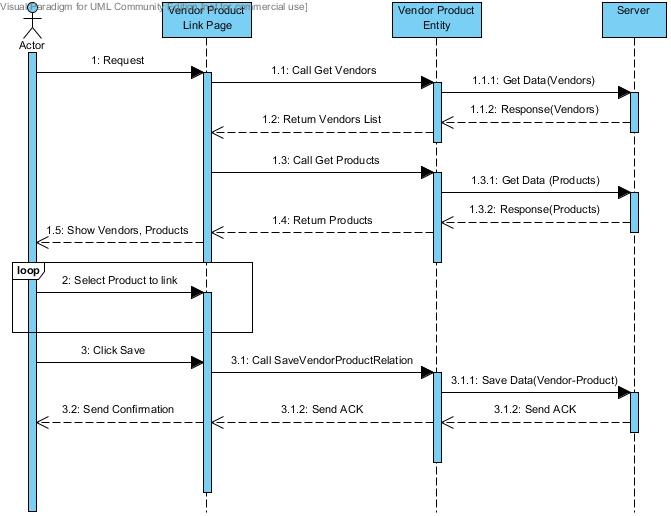 Visual Paradigm for UML Community Edition [not for commercial use]
Vendor Product
Link Page
Vendor Product
Entity
Server
Actor
1: Request
1.1: Call Get Vendors
1.1.1: Get Data(Vendors)
1.1.2: Response(Vendors)
1.2: Return Vendors List
1.3: Call Get Products
1.3.1: Get Data (Products)
1.3.2: Response(Products)
1.4: Return Products
1.5: Show Vendors, Products
loop
2: Select Product to link
3: Click Save
3.1: Call SaveVendorProductRelation
3.1.1: Save Data(Vendor-Product)
3.2: Send Confirmation
3.1.2: Send ACK
3.1.2: Send ACK